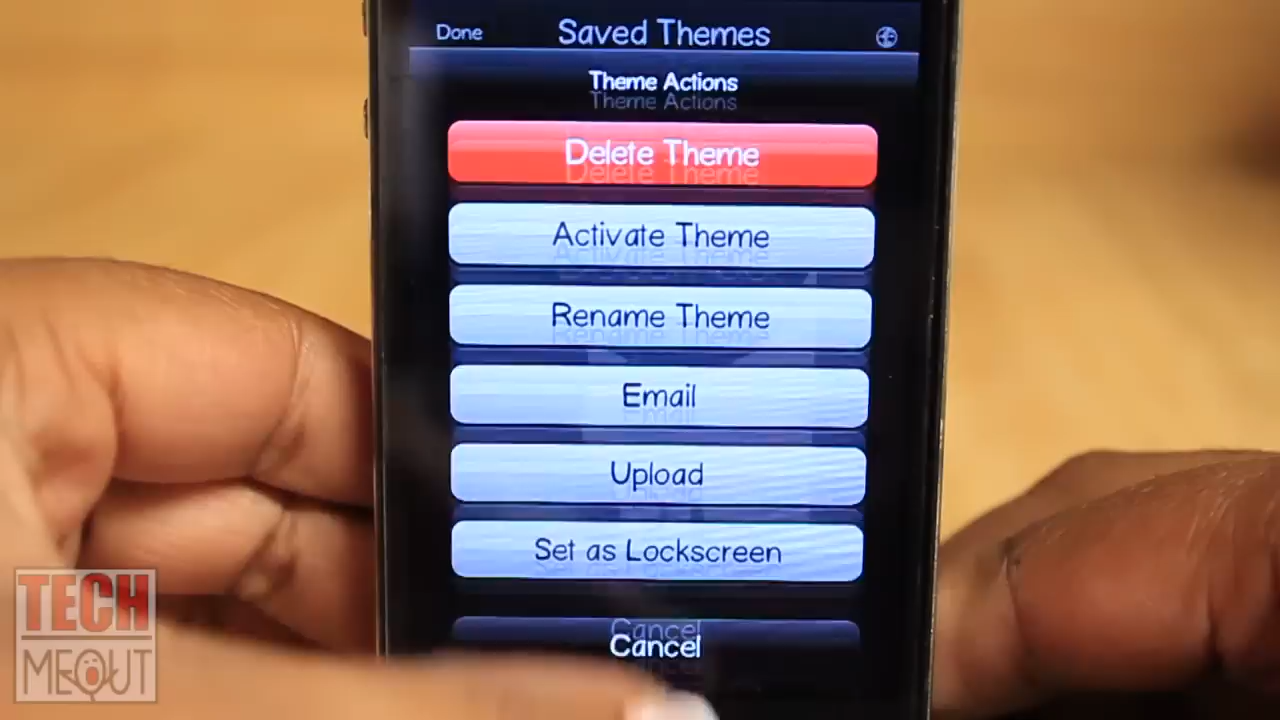 Done Saved Themes
Theme Actions
Delete Theme
Activate Theme
Rename Theme
Email
Upload
Set as Lockscreen
Cancel
TECH
MEOUT